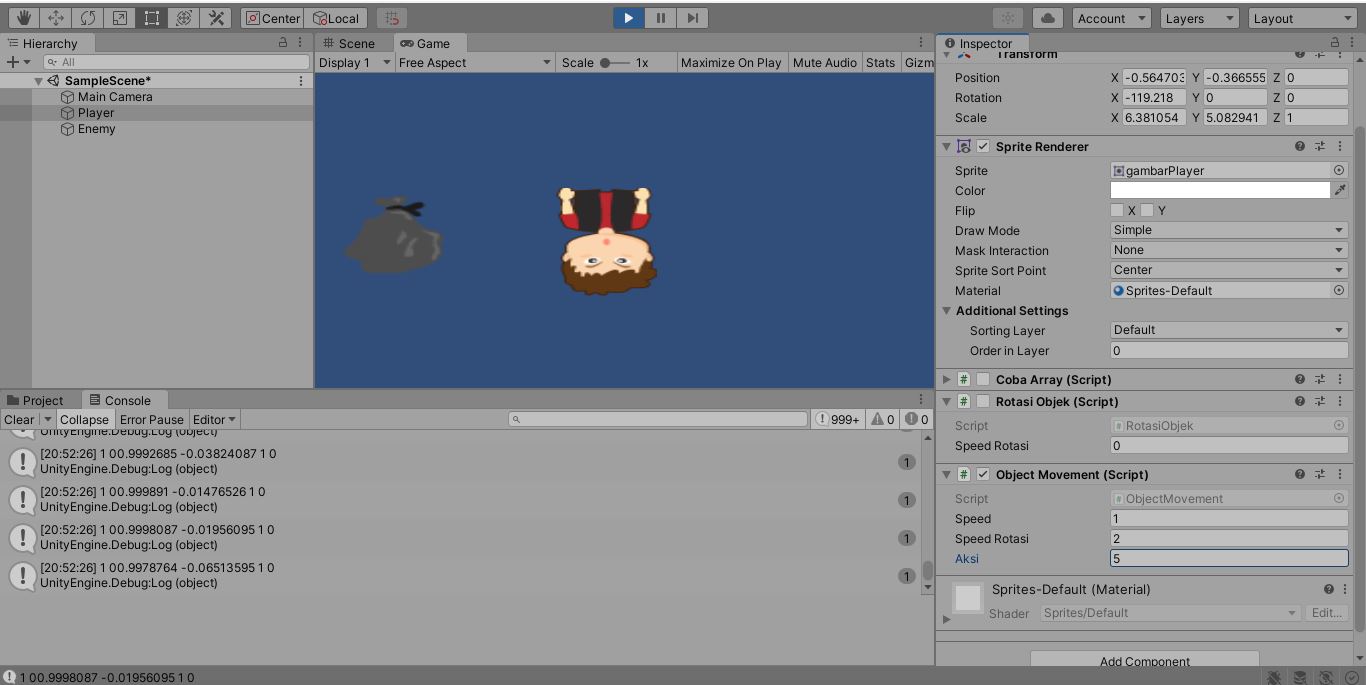 Center Local Account Layers Layout
Hierarchy
All
SampleScene*
Main Camera
Player
Enemy
Scene Game
Display 1 Free Aspect Scale 1x Maximize On Play Mute Audio Stats Gizm
Inspector
Transform
Position X -0.564703 Y -0.366555 Z 0
Rotation X -119.218 Y 0 Z 0
Scale X 6.381054 Y 5.082941 Z 1
Sprite Renderer
Sprite gambarPlayer
Color
Flip X Y
Draw Mode Simple
Mask Interaction None
Sprite Sort Point Center
Material Sprites-Default
Additional Settings
Sorting Layer Default
Order in Layer 0
# Coba Array (Script)
# Rotasi Objek (Script)
Script # RotasiObjek
Speed Rotasi 0
# Object Movement (Script)
Script # ObjectMovement
Speed 1
Speed Rotasi 2
Aksi 5
Sprites-Default (Material)
Shader Sprites/Default Edit...
Add Component
Project Console
Clear Collapse Error Pause Editor 999+ 0 0
UnityEngine.Debug:Log (object)
[20:52:26] 1 00.9992685 -0.03824087 1 0
UnityEngine.Debug:Log (object) 1
[20:52:26] 1 00.999891 -0.01476526 1 0
UnityEngine.Debug:Log (object) 1
[20:52:26] 1 00.9998087 -0.01956095 1 0
UnityEngine.Debug:Log (object) 1
[20:52:26] 1 00.9978764 -0.06513595 1 0
UnityEngine.Debug:Log (object) 1
1 00.9998087 -0.01956095 1 0